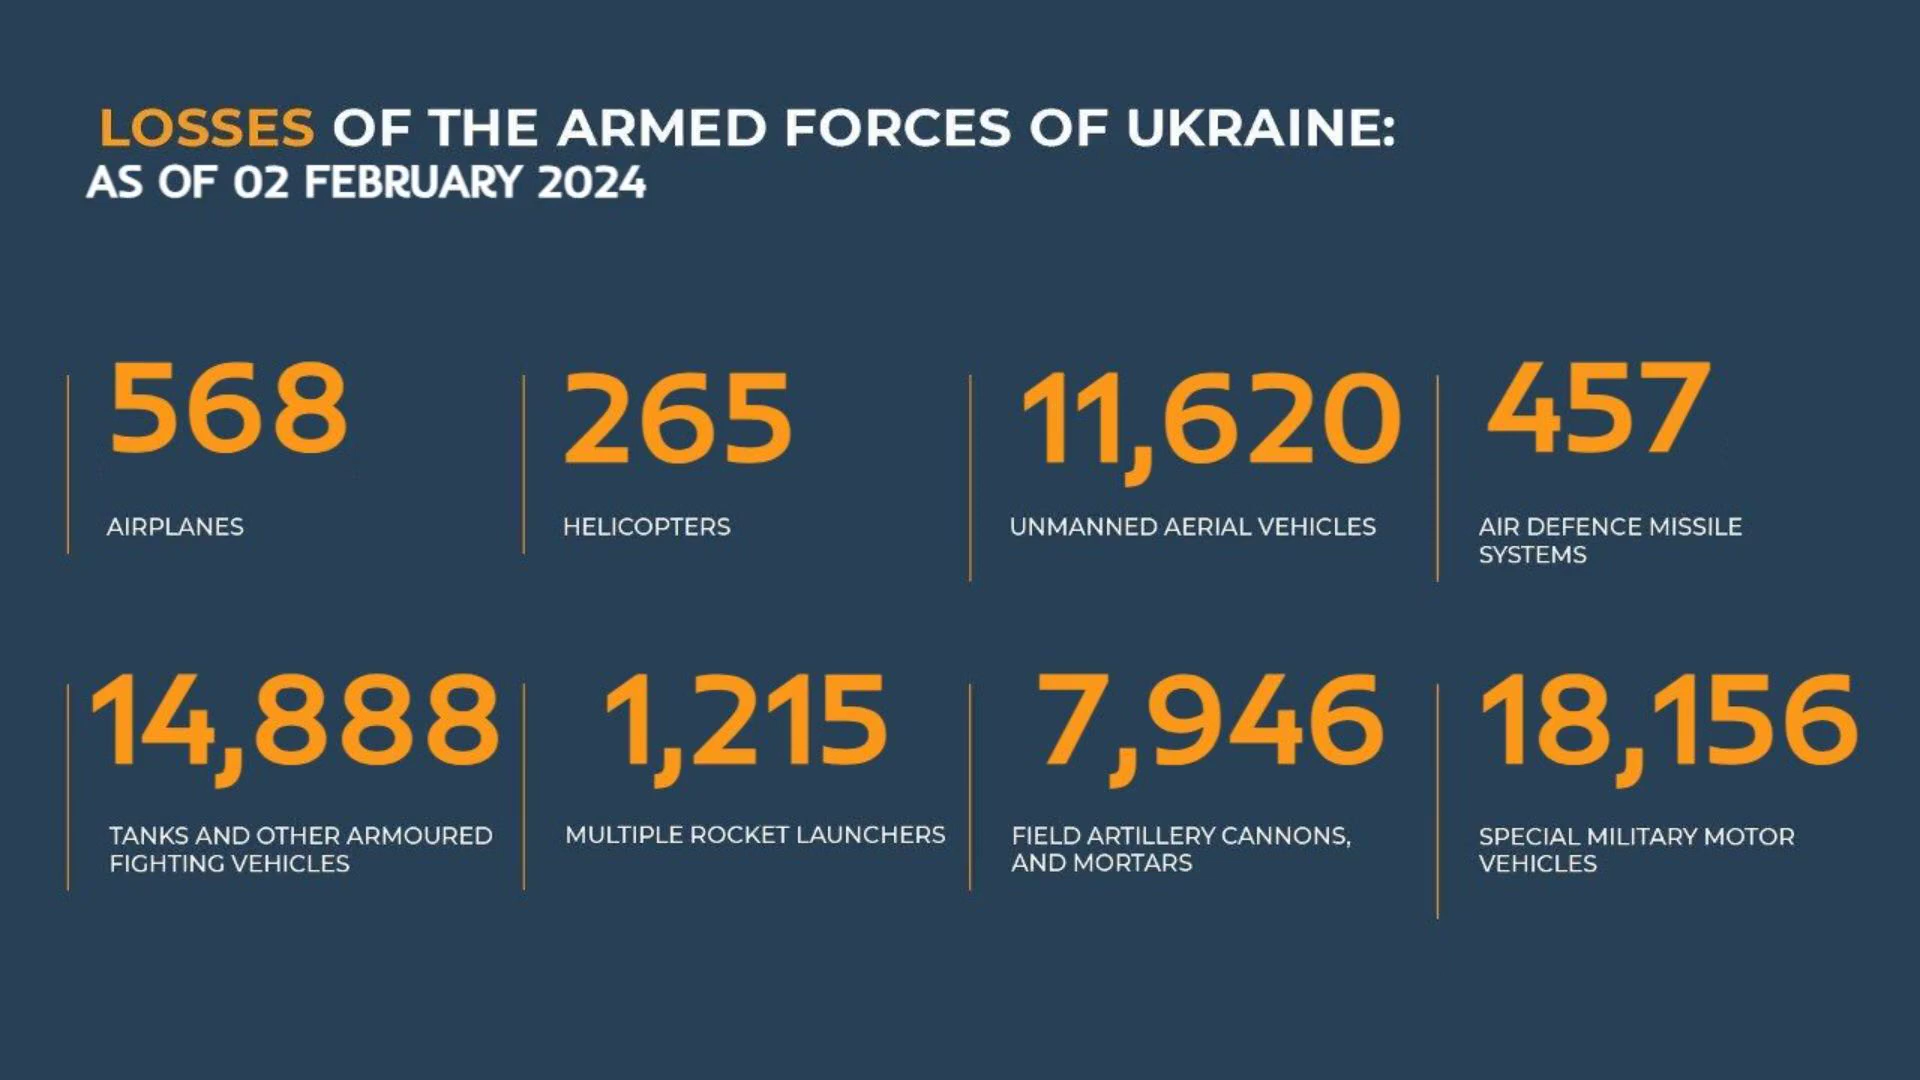 LOSSES OF THE ARMED FORCES OF UKRAINE:
AS OF 02 FEBRUARY 2024
568
AIRPLANES
265
HELICOPTERS
11,620
UNMANNED AERIAL VEHICLES
457
AIR DEFENCE MISSILE
SYSTEMS
14,888
TANKS AND OTHER ARMOURED
FIGHTING VEHICLES
1,215
MULTIPLE ROCKET LAUNCHERS
7,946
FIELD ARTILLERY CANNONS,
AND MORTARS
18,156
SPECIAL MILITARY MOTOR
VEHICLES